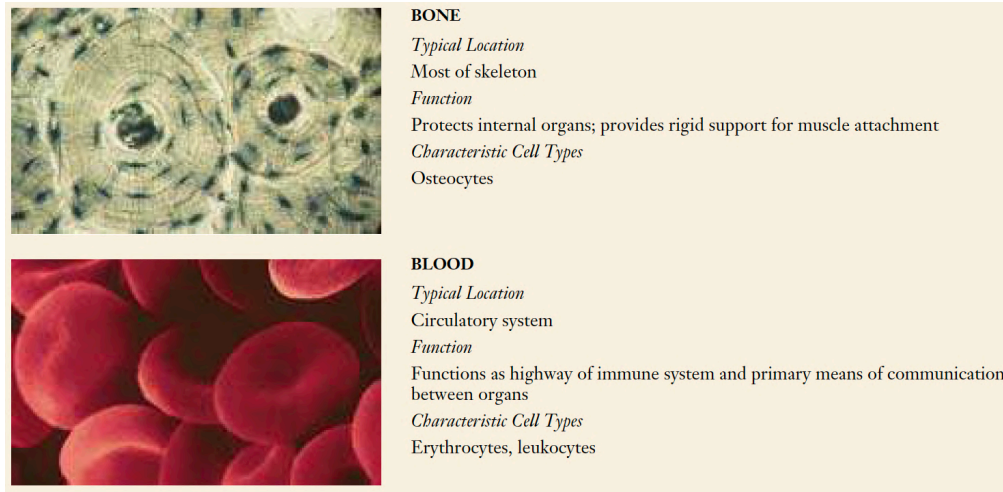 BONE
Typical Location
Most of skeleton
Function
Protects internal organs; provides rigid support for muscle attachment
Characteristic Cell Types
Osteocytes
BLOOD
Typical Location
Circulatory system
Function
Functions as highway of immune system and primary means of communication
between organs
Characteristic Cell Types
Erythrocytes, leukocytes